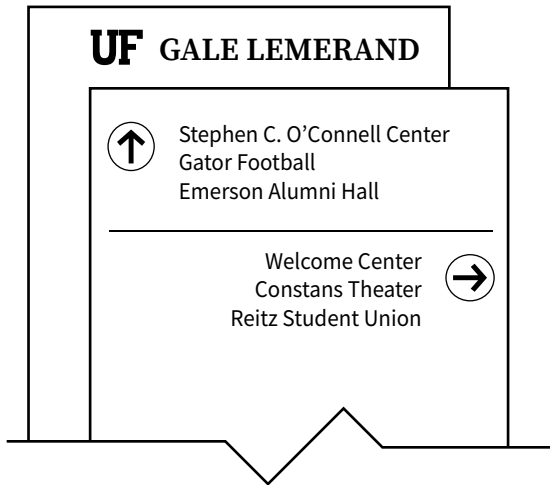 UF GALE LEMERAND
Stephen C. O'Connell Center
Gator Football
Emerson Alumni Hall
Welcome Center
Constans Theater
Reitz Student Union